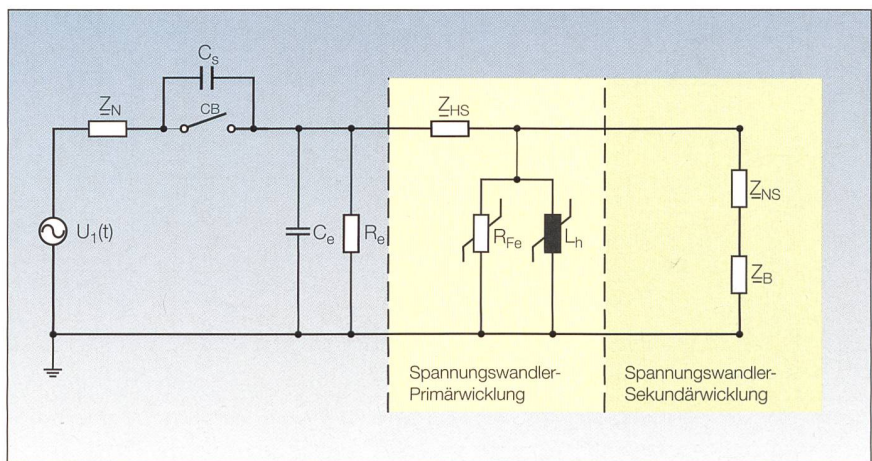 C_s
Z_N
CB
Z_HS
U_1(t)
C_e
R_e
R_Fe
L_h
Z_NS
Z_B
Spannungswandler-
Primärwicklung
Spannungswandler-
Sekundärwicklung